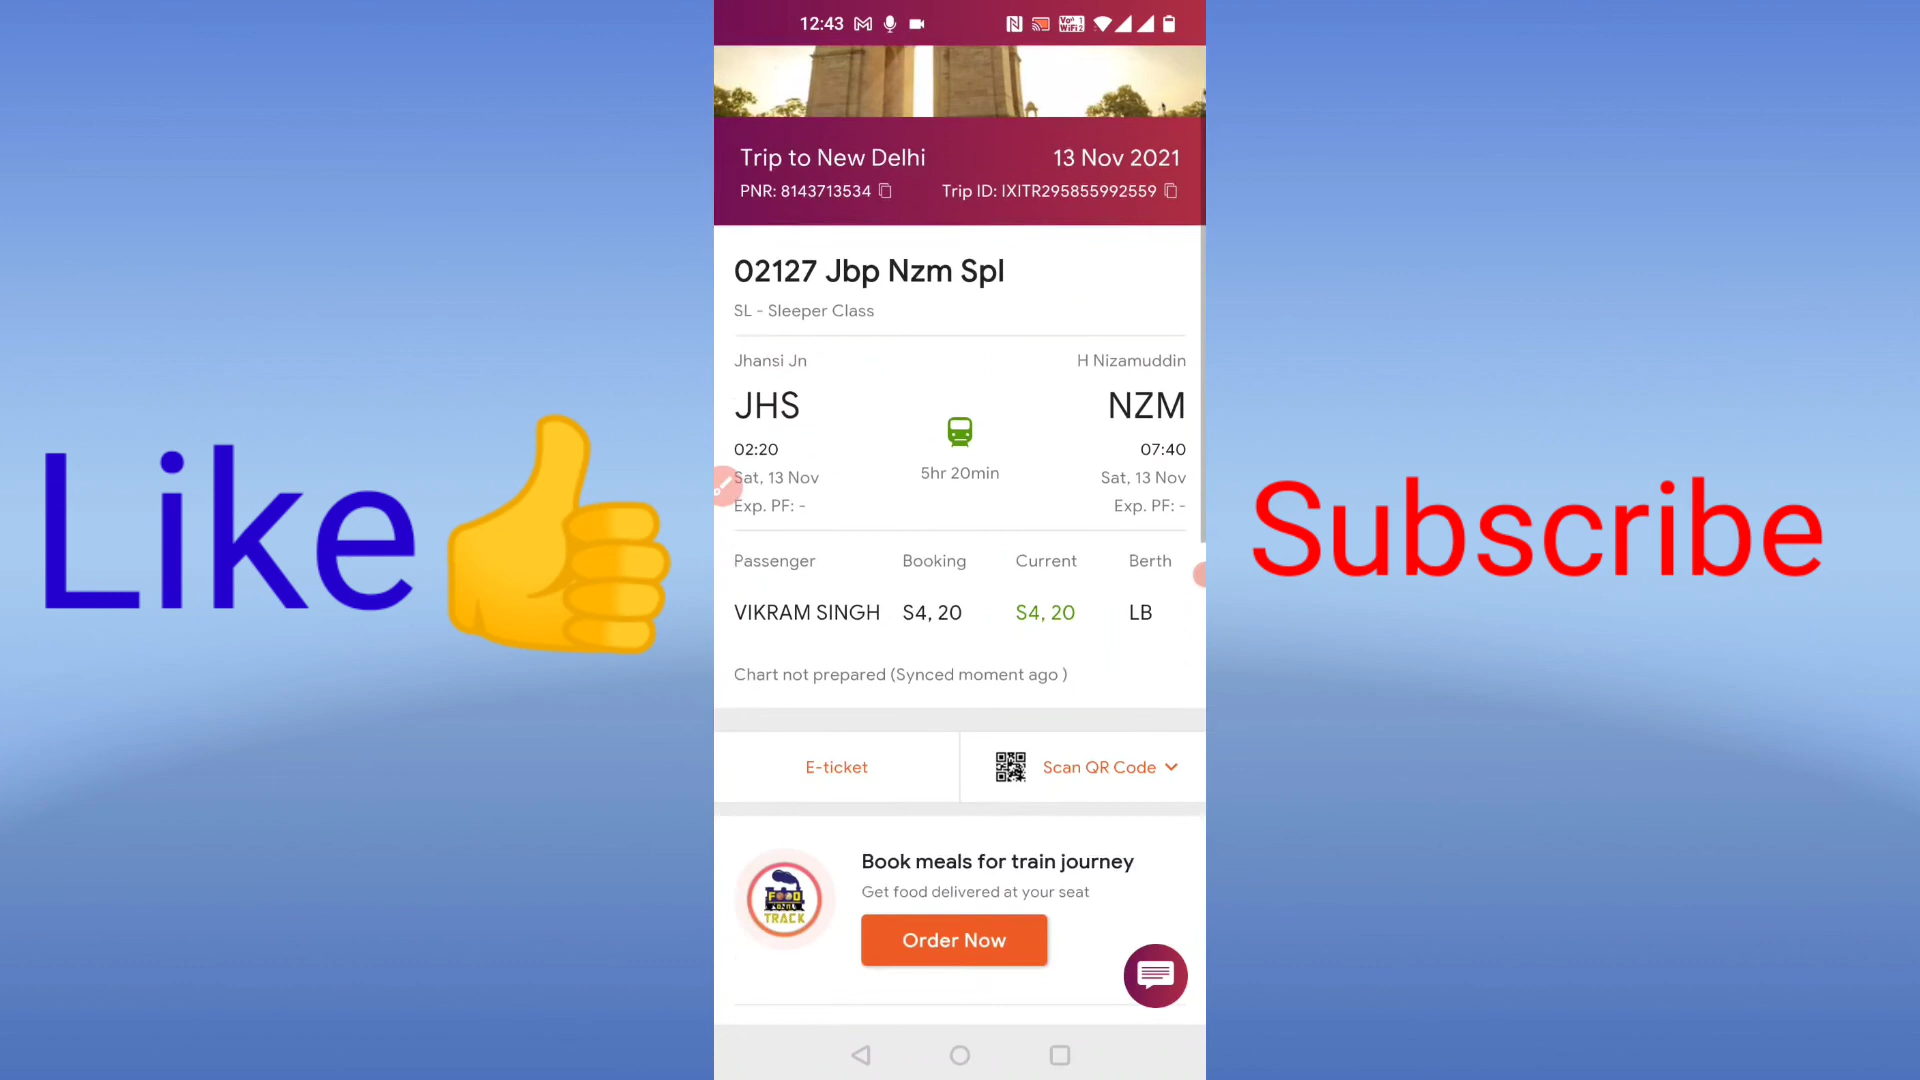 12:43
Trip to New Delhi
13 Nov 2021
PNR: 8143713534
Trip ID: IXITR295855992559
02127 Jbp Nzm Spl
SL - Sleeper Class
Jhansi Jn
H Nizamuddin
JHS
NZM
02:20
07:40
5hr 20min
Sat, 13 Nov
Sat, 13 Nov
Exp. PF: -
Exp. PF: -
Passenger Booking Current Berth
VIKRAM SINGH S4, 20 S4, 20 LB
Chart not prepared (Synced moment ago )
E-ticket
Scan QR Code
Book meals for train journey
Get food delivered at your seat
Order Now
FOOD
TRACK
Like
Subscribe